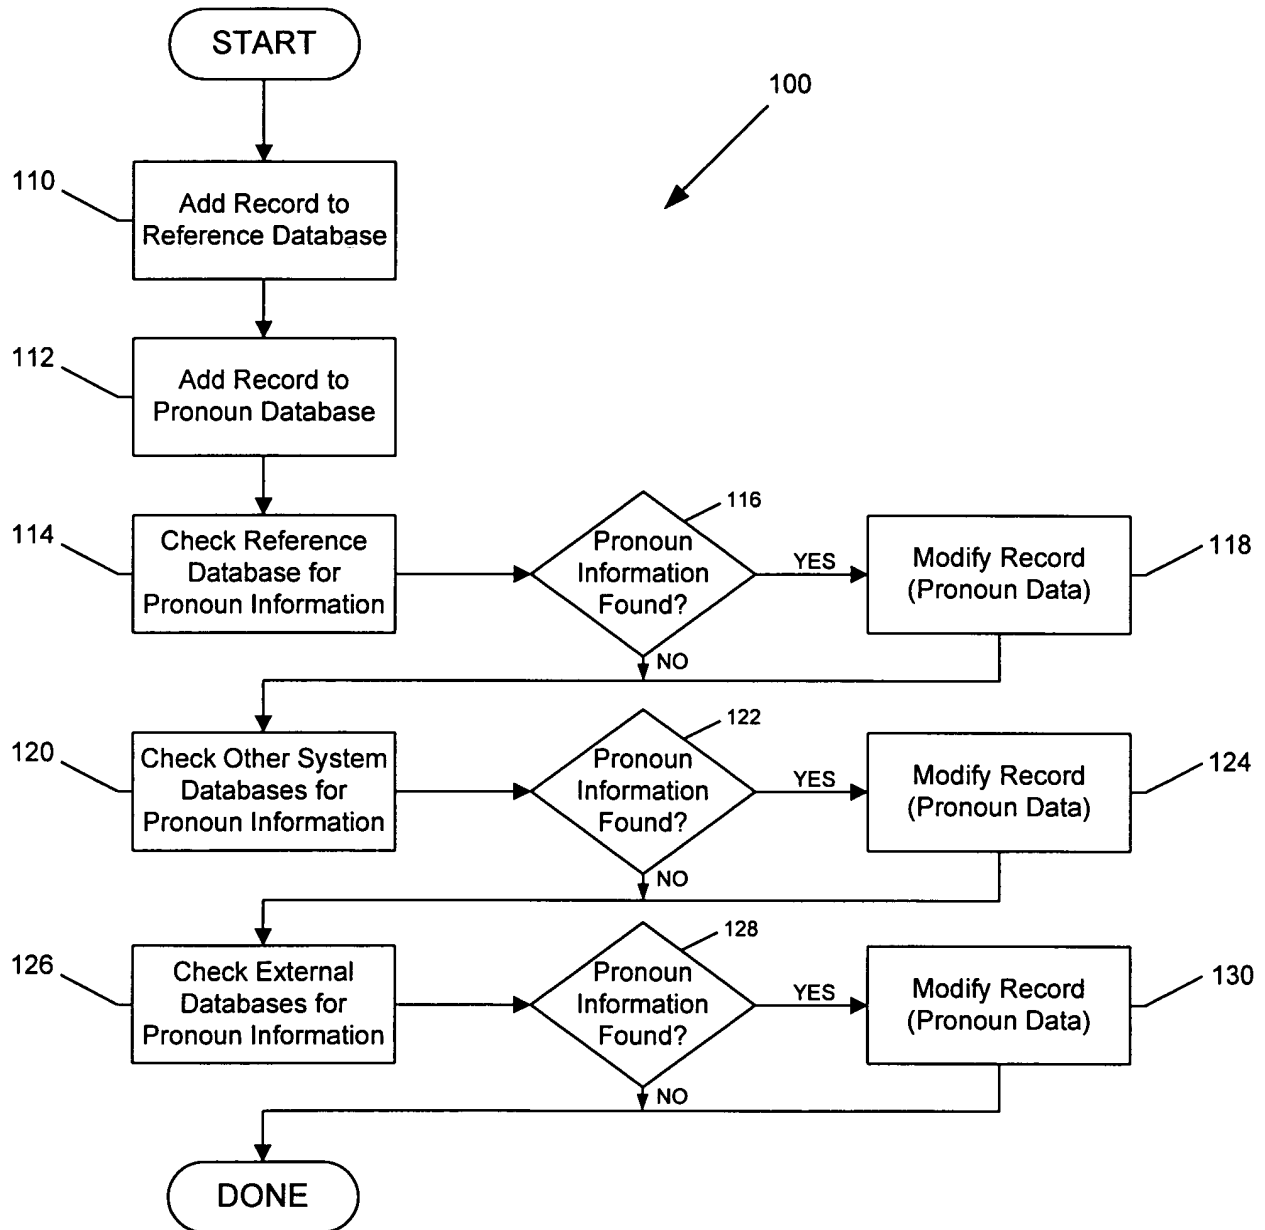 START
100
110
Add Record to
Reference Database
112
Add Record to
Pronoun Database
114
Check Reference
Database for
Pronoun Information
116
Pronoun
Information
Found?
YES
Modify Record
(Pronoun Data)
118
NO
120
Check Other System
Databases for
Pronoun Information
122
Pronoun
Information
Found?
YES
Modify Record
(Pronoun Data)
124
NO
126
Check External
Databases for
Pronoun Information
128
Pronoun
Information
Found?
YES
Modify Record
(Pronoun Data)
130
NO
DONE